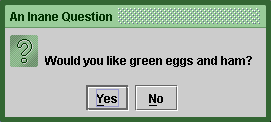 An Inane Question
Would you like green eggs and ham?
Yes No